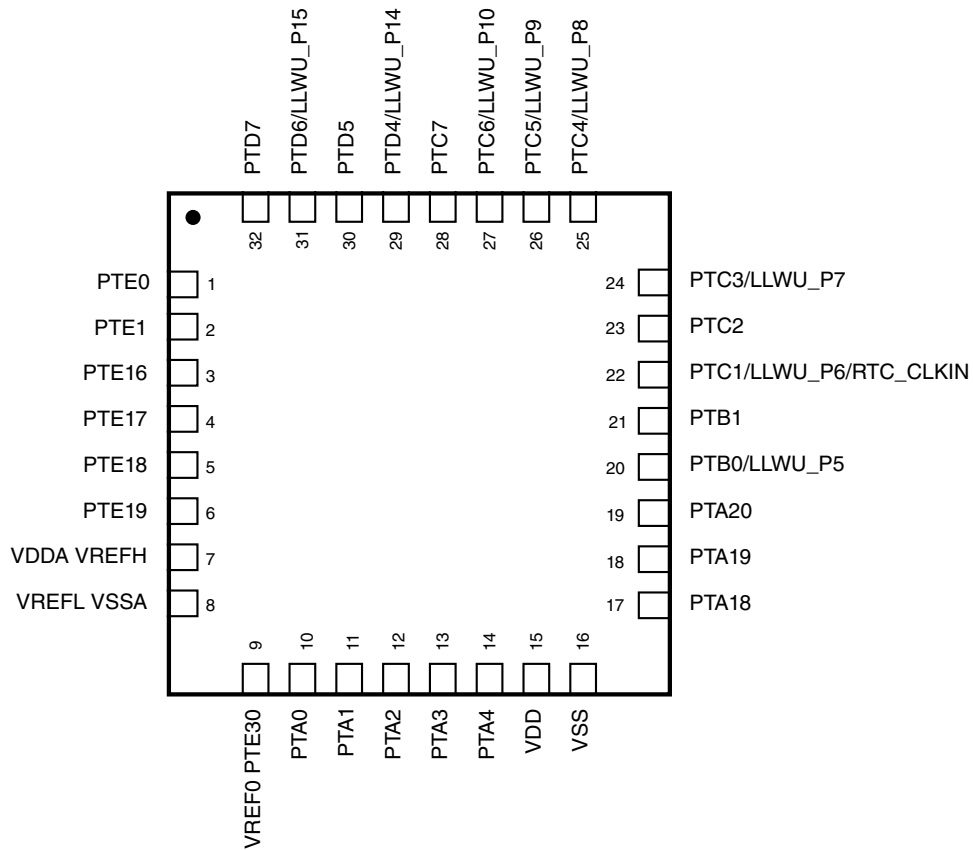 PTD7
PTD6/LLWU_P15
PTD5
PTD4/LLWU_P14
PTC7
PTC6/LLWU_P10
PTC5/LLWU_P9
PTC4/LLWU_P8
32
31
30
29
28
27
26
25
PTE0
1
PTE1
2
PTE16
3
PTE17
4
PTE18
5
PTE19
6
VDDA VREFH
7
VREFL VSSA
8
24
PTC3/LLWU_P7
23
PTC2
22
PTC1/LLWU_P6/RTC_CLKIN
21
PTB1
20
PTB0/LLWU_P5
19
PTA20
18
PTA19
17
PTA18
9
10
11
12
13
14
15
16
VREF0 PTE30
PTA0
PTA1
PTA2
PTA3
PTA4
VDD
VSS